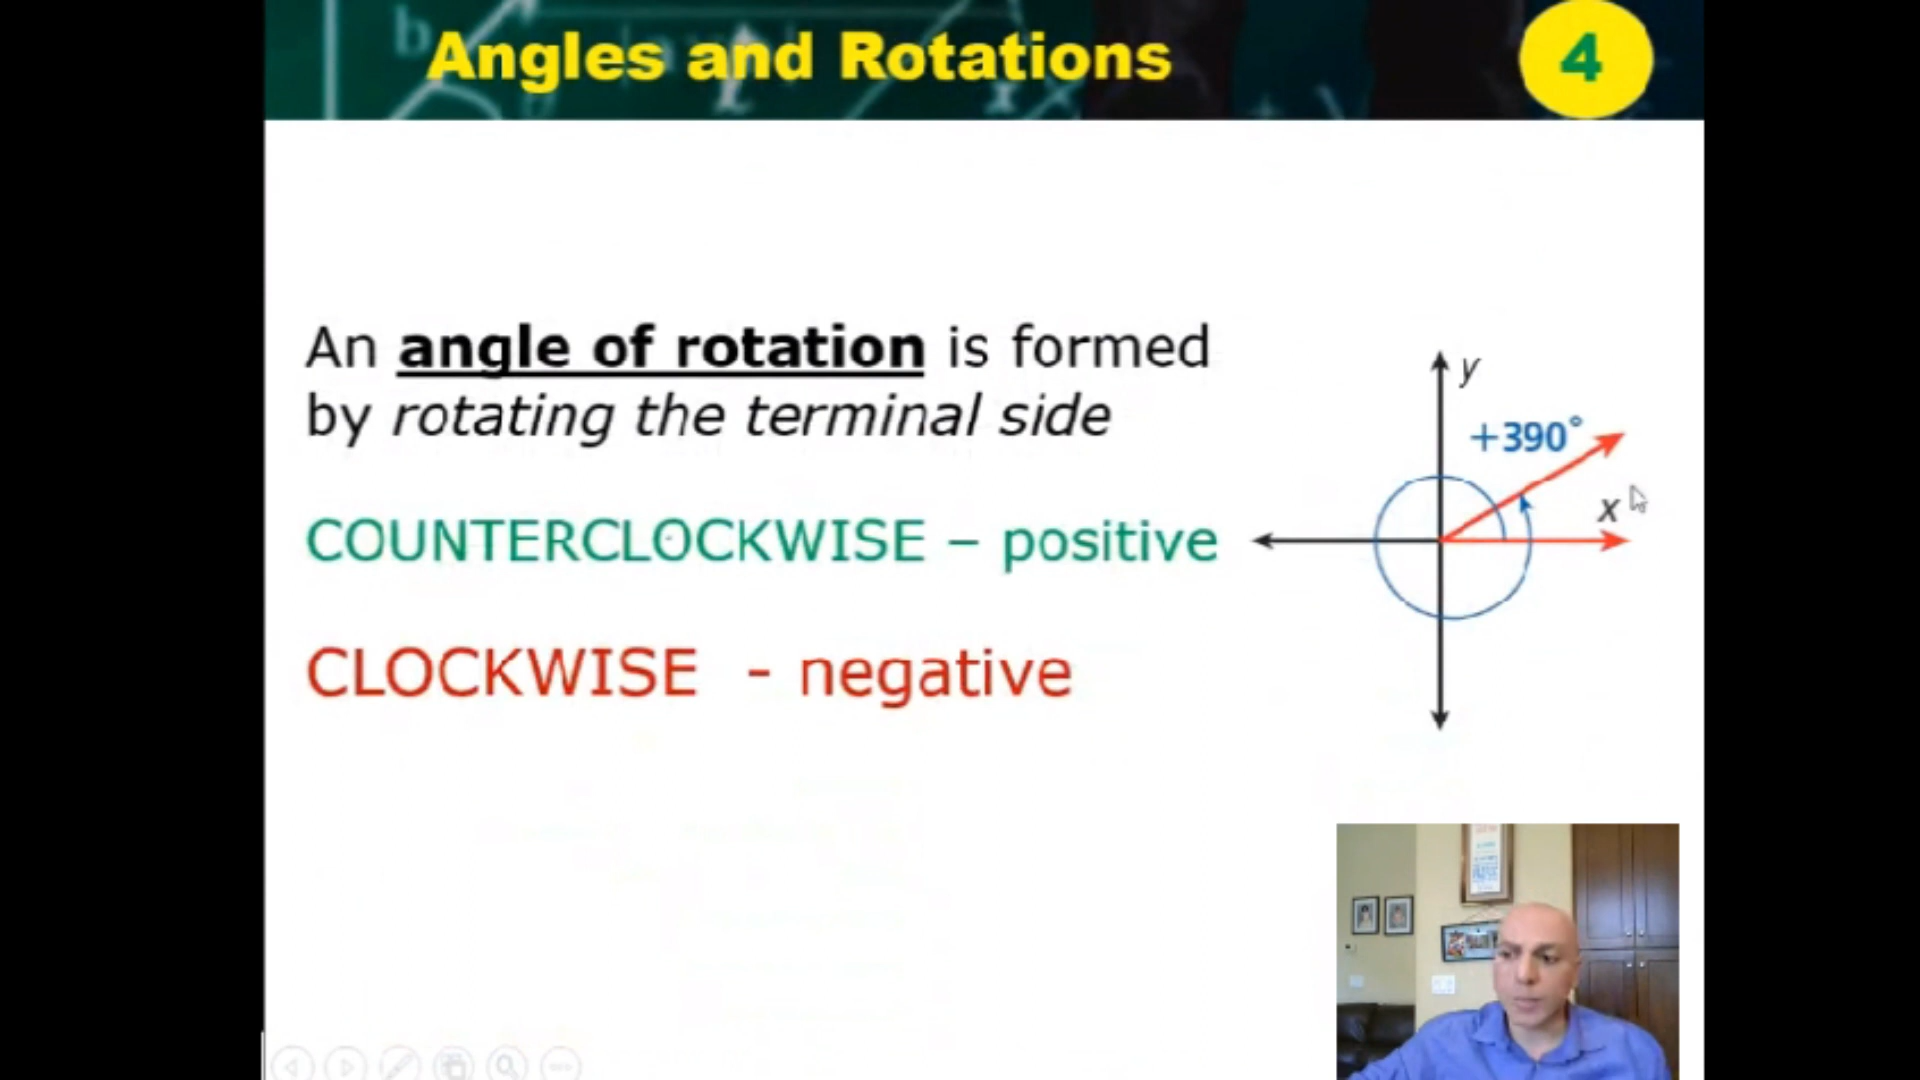 Angles and Rotations
4
An angle of rotation is formed
by rotating the terminal side
COUNTERCLOCKWISE – positive
CLOCKWISE - negative
y
+390°
x